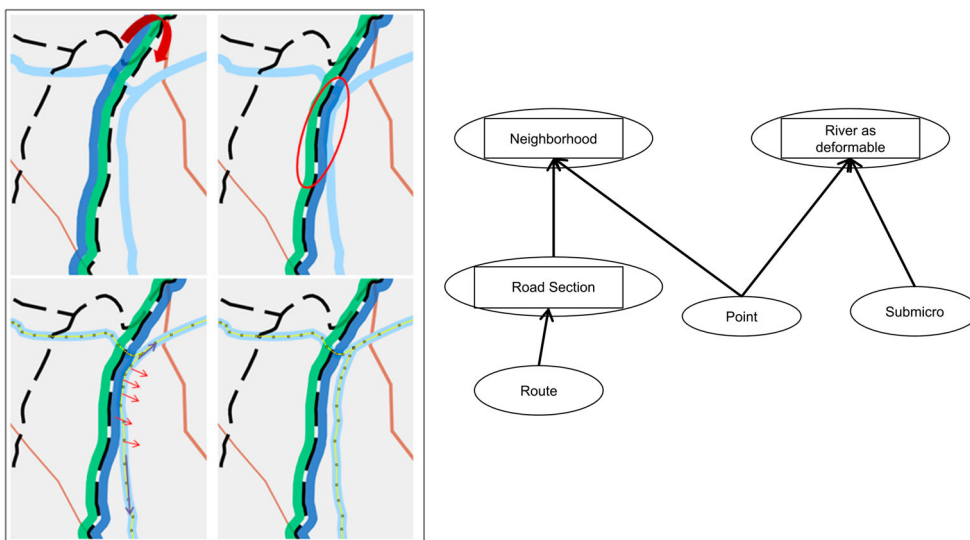 Neighborhood
River as
deformable
Road Section
Point
Submicro
Route